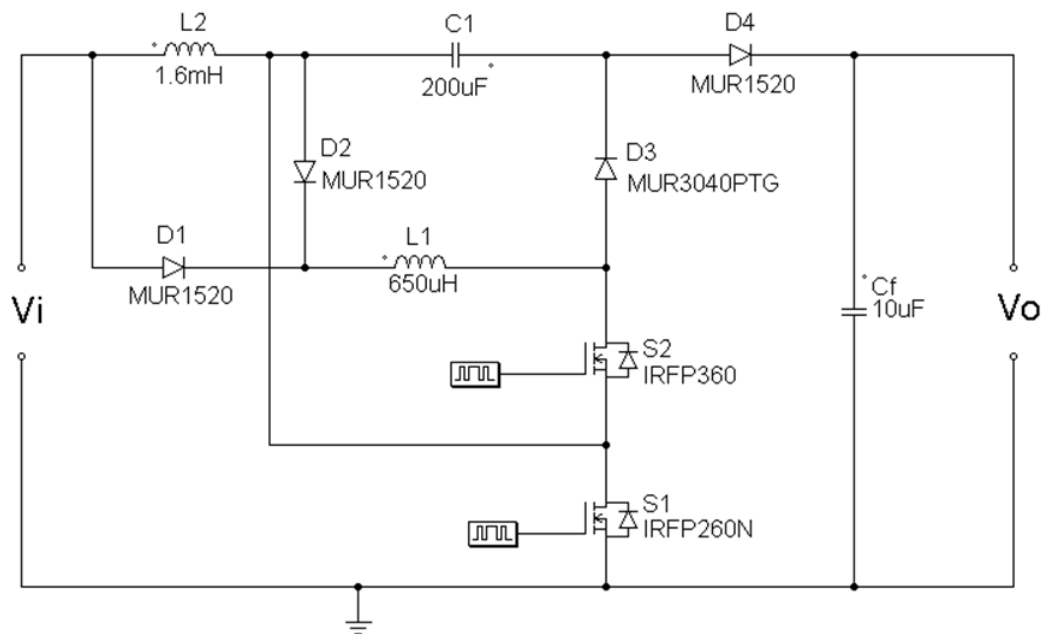 L2
1.6mH
C1
200uF
D4
MUR1520
D2
MUR1520
D3
MUR3040PTG
D1
MUR1520
L1
650uH
Vi
Cf
10uF
Vo
S2
IRFP360
S1
IRFP260N